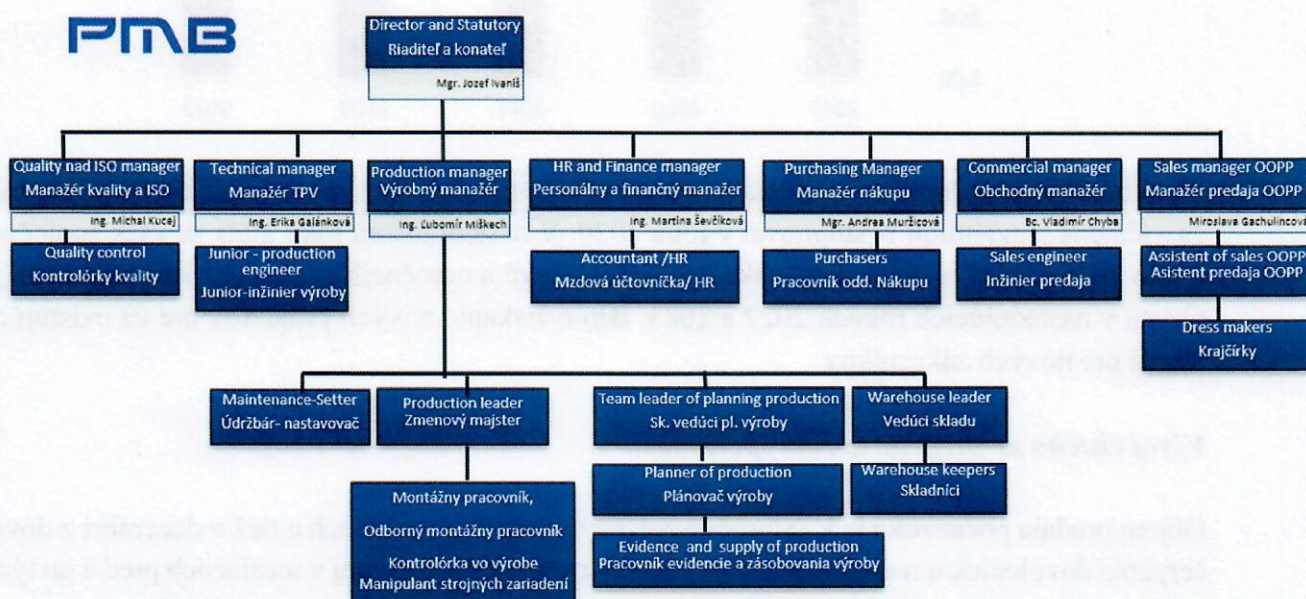 PMB
Director and Statutory
Riaditeľ a konateľ
Mgr. Jozef Ivaniš
Quality nad ISO manager
Manažér kvality a ISO
Ing. Michal Kucej
Quality control
Kontrolórky kvality
Technical manager
Manažér TPV
Ing. Erika Galánková
Junior - production
engineer
Junior-inžinier výroby
Production manager
Výrobný manažér
Ing. Ľubomír Miškech
HR and Finance manager
Personálny a finančný manažer
Ing. Martina Ševčíková
Accountant /HR
Mzdová účtovníčka/ HR
Purchasing Manager
Manažér nákupu
Mgr. Andrea Muržicová
Purchasers
Pracovník odd. Nákupu
Commercial manager
Obchodný manažér
Bc. Vladimír Chyba
Sales engineer
Inžinier predaja
Sales manager OOPP
Manažér predaja OOPP
Miroslava Gachulincová
Assistent of sales OOPP
Asistent predaja OOPP
Dress makers
Krajčírky
Maintenance-Setter
Údržbár- nastavovač
Production leader
Zmenový majster
Montážny pracovník,
Odborný montážny pracovník
Kontrolórka vo výrobe
Manipulant strojných zariadení
Team leader of planning production
Sk. vedúci pl. výroby
Planner of production
Plánovač výroby
Evidence and supply of production
Pracovník evidencie a zásobovania výroby
Warehouse leader
Vedúci skladu
Warehouse keepers
Skladníci